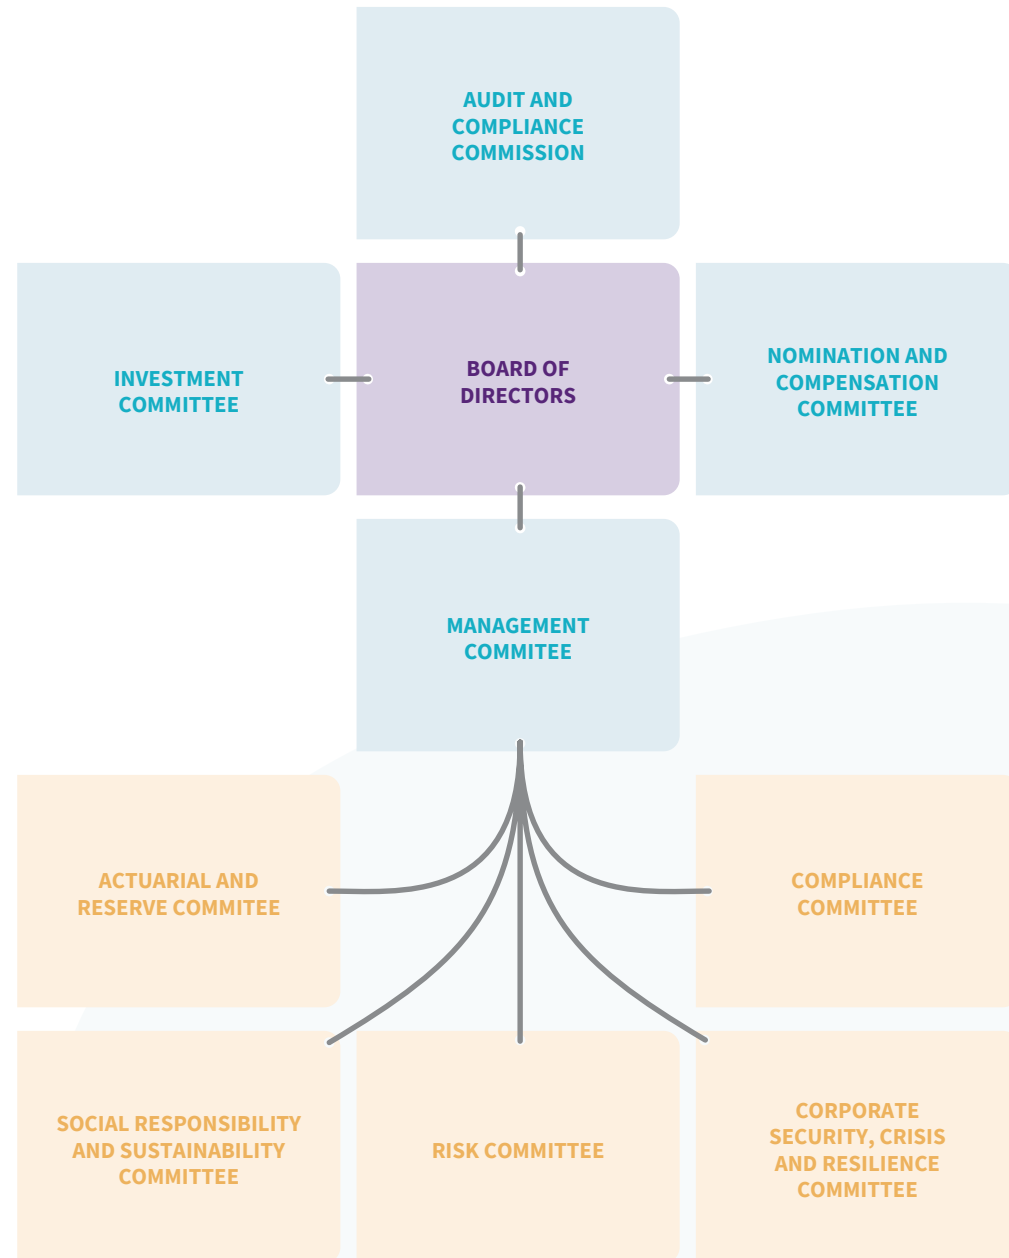 AUDIT AND
COMPLIANCE
COMMISSION
INVESTMENT
COMMITTEE
BOARD OF
DIRECTORS
NOMINATION AND
COMPENSATION
COMMITTEE
MANAGEMENT
COMMITEE
ACTUARIAL AND
RESERVE COMMITEE
COMPLIANCE
COMMITTEE
SOCIAL RESPONSIBILITY
AND SUSTAINABILITY
COMMITTEE
RISK COMMITTEE
CORPORATE
SECURITY, CRISIS
AND RESILIENCE
COMMITTEE